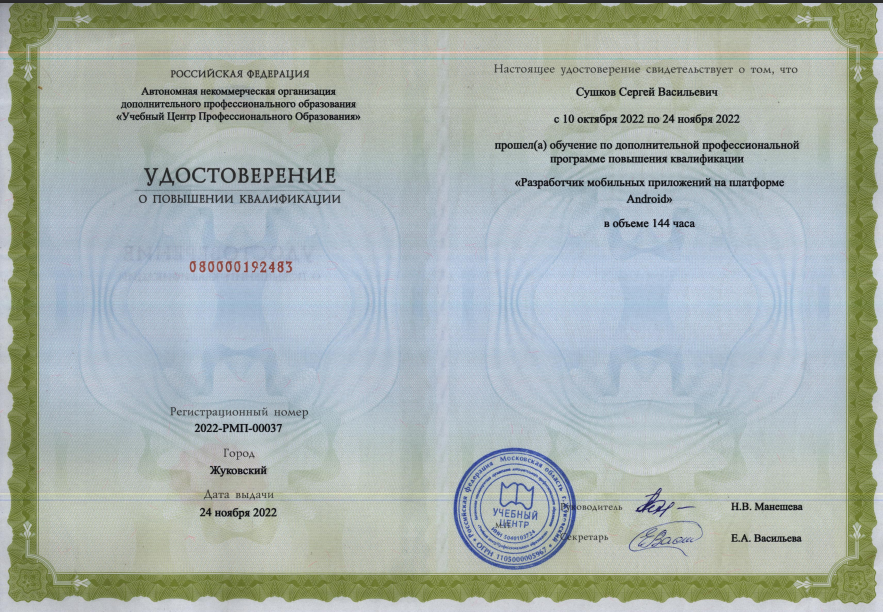 РОССИЙСКАЯ ФЕДЕРАЦИЯ
Автономная некоммерческая организация
дополнительного профессионального образования
«Учебный Центр Профессионального Образования»
УДОСТОВЕРЕНИЕ
О ПОВЫШЕНИИ КВАЛИФИКАЦИИ
080000192483
Регистрационный номер
2022-РМП-00037
Город
Жуковский
Дата выдачи
24 ноября 2022
Настоящее удостоверение свидетельствует о том, что
Сушков Сергей Васильевич
с 10 октября 2022 по 24 ноября 2022
прошел(а) обучение по дополнительной профессиональной
программе повышения квалификации
«Разработчик мобильных приложений на платформе
Android»
в объеме 144 часа
Российская федерация Московская область
УЧЕБНЫЙ
ЦЕНТР
М.П.
ОГРН 1105000005967
Руководитель
Н.В. Манешева
Секретарь
Е.А. Васильева